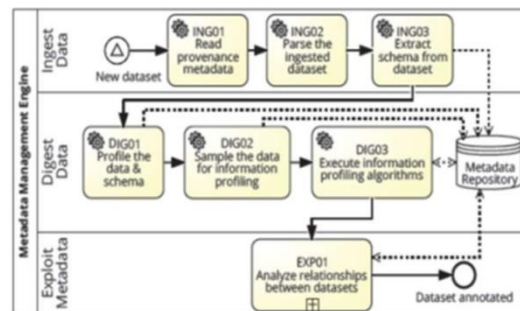 Metadata Management Engine
Ingest
Data
New dataset
ING01
Read
provenance
metadata
ING02
Parse the
ingested
dataset
ING03
Extract
schema from
dataset
Digest Data
DIG01
Profile the
data & schema
DIG02
Sample the data
for information
profiling
DIG03
Execute information
profiling algorithms
Metadata
Repository
Exploit
Metadata
EXP01
Analyze relationships
between datasets
Dataset annotated